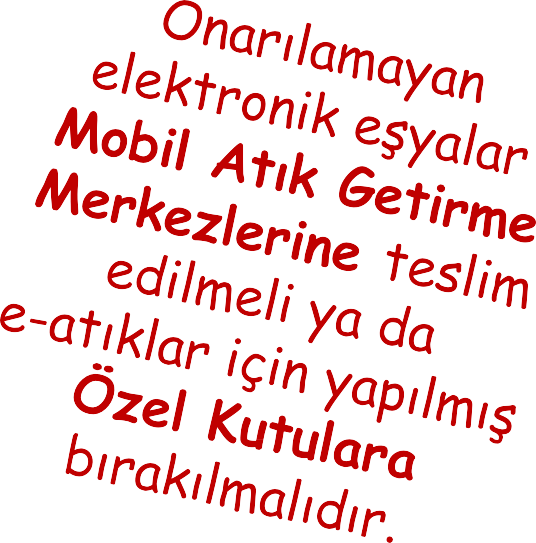 Onarılamayan
elektronik eşyalar
Mobil Atık Getirme
Merkezlerine teslim
edilmeli ya da
e-atıklar için yapılmış
Özel Kutulara
bırakılmalıdır.